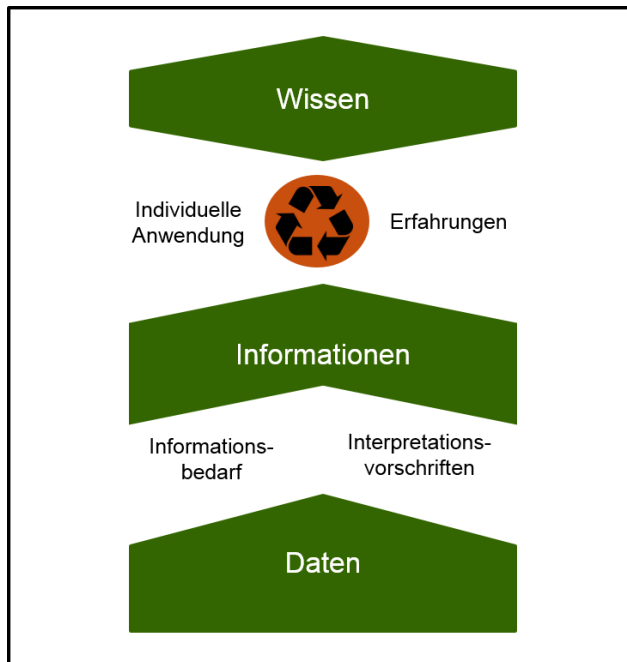 Wissen
Individuelle
Anwendung
Erfahrungen
Informationen
Informations-
bedarf
Interpretations-
vorschriften
Daten